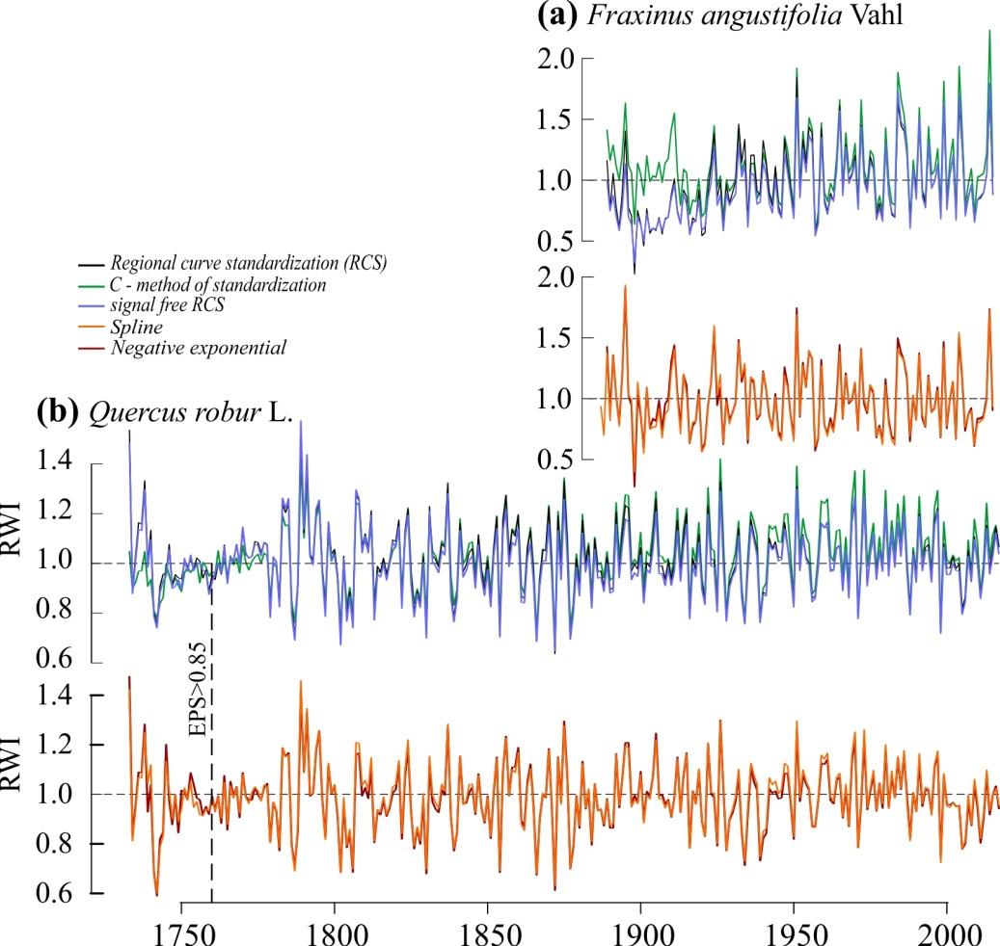 (a) Fraxinus angustifolia Vahl
2.0
1.5
1.0
0.5
2.0
1.5
1.0
0.5
Regional curve standardization (RCS)
C - method of standardization
signal free RCS
Spline
Negative exponential
(b) Quercus robur L.
RWI
1.4
1.2
1.0
0.8
0.6
EPS>0.85
RWI
1.4
1.2
1.0
0.8
0.6
1750 1800 1850 1900 1950 2000